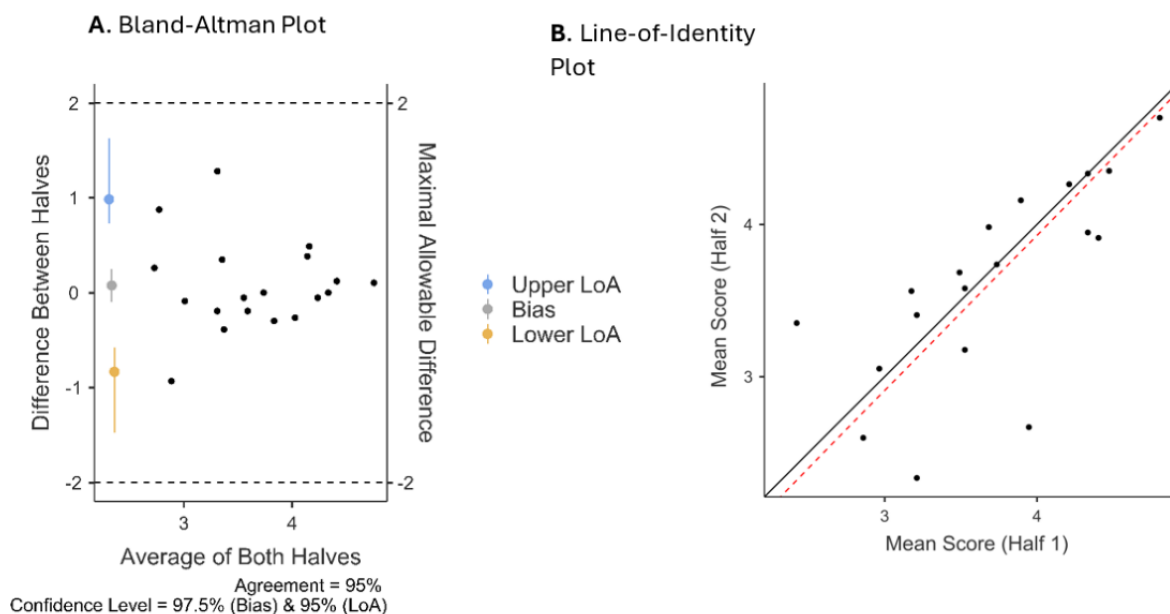 A. Bland-Altman Plot
2
1
0
-1
-2
Difference Between Halves
2
-2
Maximal Allowable Difference
3
4
Average of Both Halves
Agreement = 95%
Confidence Level = 97.5% (Bias) & 95% (LoA)
Upper LoA
Bias
Lower LoA
B. Line-of-Identity
Plot
4
3
Mean Score (Half 2)
3
4
Mean Score (Half 1)